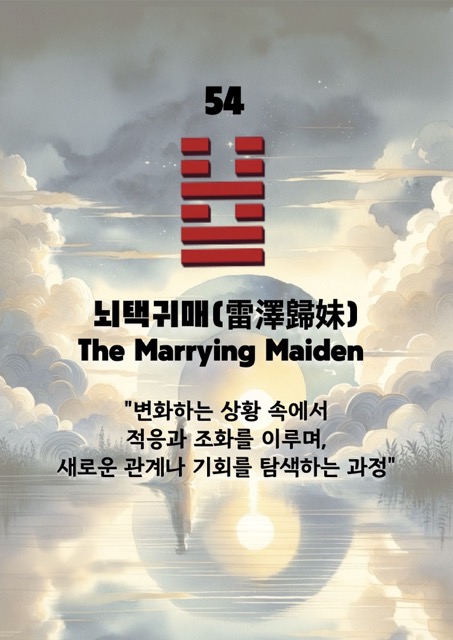 54
뇌택귀매(雷澤歸妹)
The Marrying Maiden
"변화하는 상황 속에서
적응과 조화를 이루며,
새로운 관계나 기회를 탐색하는 과정"